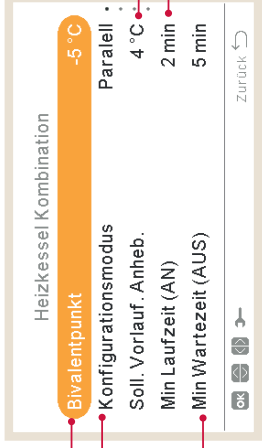 Heizkessel Kombination
Bivalentpunkt -5 °C
Konfigurationsmodus Paralell
Soll. Vorlauf. Anheb. 4 °C
Min Laufzeit (AN) 2 min
Min Wartezeit (AUS) 5 min
OK Zurück